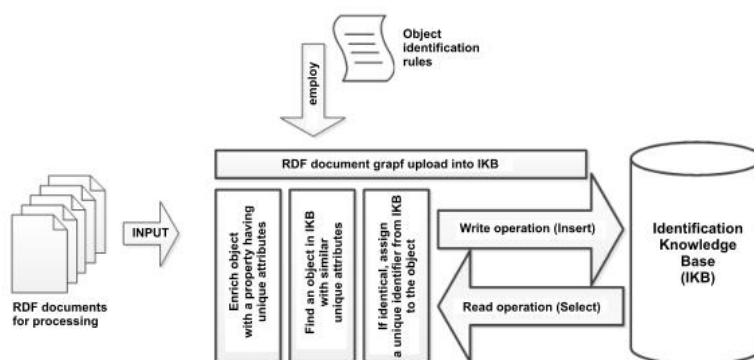 Object
identification
rules
employ
RDF document grapf upload into IKB
RDF documents
for processing
INPUT
Enrich object
with a property having
unique attributes
Find an object in IKB
with similar
unique attributes
If identical, assign
a unique identifier from IKB
to the object
Write operation (Insert)
Read operation (Select)
Identification
Knowledge
Base
(IKB)